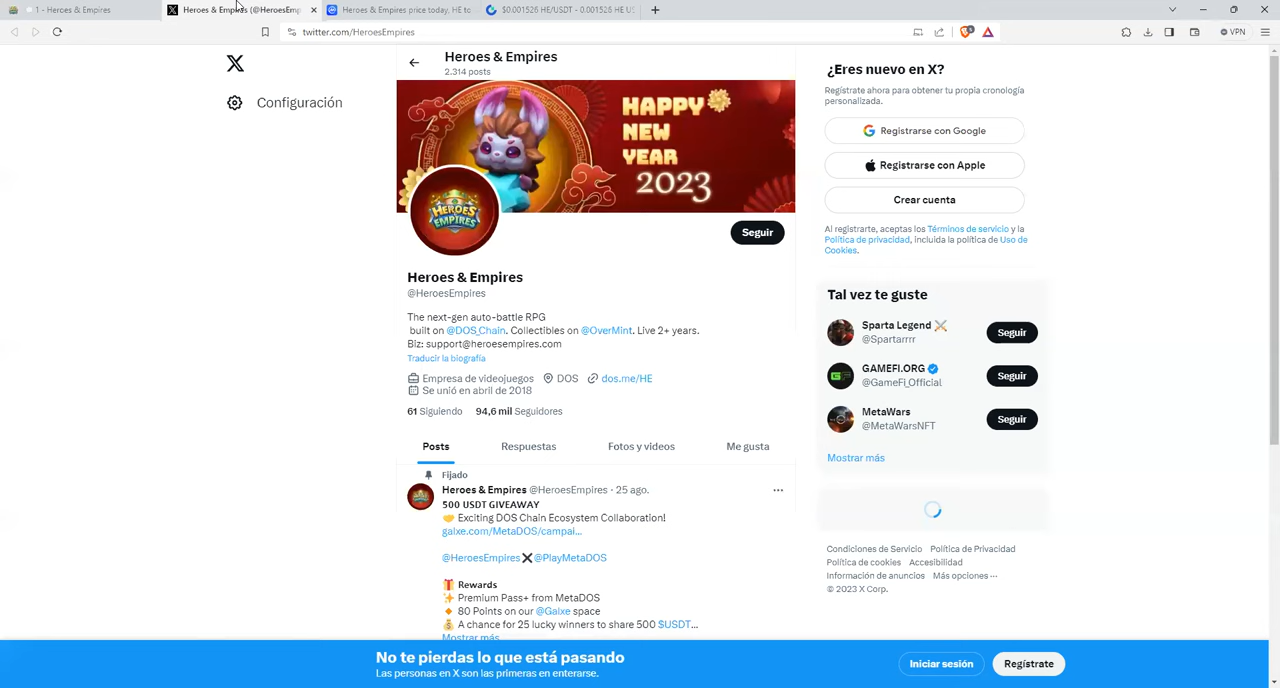 1 - Heroes & Empires
Heroes & Empires (@HeroesEmp
Heroes & Empires price today, HE to
$0.001526 HE/USDT - 0.001526 HE US
twitter.com/HeroesEmpires
VPN
Configuración
Heroes & Empires
2.314 posts
HAPPY
NEW
YEAR
2023
HEROES
EMPIRES
Seguir
Heroes & Empires
@HeroesEmpires
The next-gen auto-battle RPG
built on @DOS_Chain. Collectibles on @OverMint. Live 2+ years.
Biz: support@heroesempires.com
Traducir la biografía
Empresa de videojuegos DOS dos.me/HE
Se unió en abril de 2018
61 Siguiendo 94,6 mil Seguidores
Posts Respuestas Fotos y videos Me gusta
Fijado
Heroes & Empires @HeroesEmpires · 25 ago.
500 USDT GIVEAWAY
🤝 Exciting DOS Chain Ecosystem Collaboration!
galxe.com/MetaDOS/campai…
@HeroesEmpires ❌ @PlayMetaDOS
🎁 Rewards
✨ Premium Pass+ from MetaDOS
🔸 80 Points on our @Galxe space
💰 A chance for 25 lucky winners to share 500 $USDT…
Mostrar más
¿Eres nuevo en X?
Regístrate ahora para obtener tu propia cronología
personalizada.
Registrarse con Google
Registrarse con Apple
Crear cuenta
Al registrarte, aceptas los Términos de servicio y la
Política de privacidad, incluida la política de Uso de
Cookies.
Tal vez te guste
Sparta Legend ⚔️
@Spartarrrr
Seguir
GAMEFI.ORG
@GameFi_Official
Seguir
MetaWars
@MetaWarsNFT
Seguir
Mostrar más
Condiciones de Servicio Política de Privacidad
Política de cookies Accesibilidad
Información de anuncios Más opciones ···
© 2023 X Corp.
No te pierdas lo que está pasando
Las personas en X son las primeras en enterarse.
Iniciar sesión
Regístrate